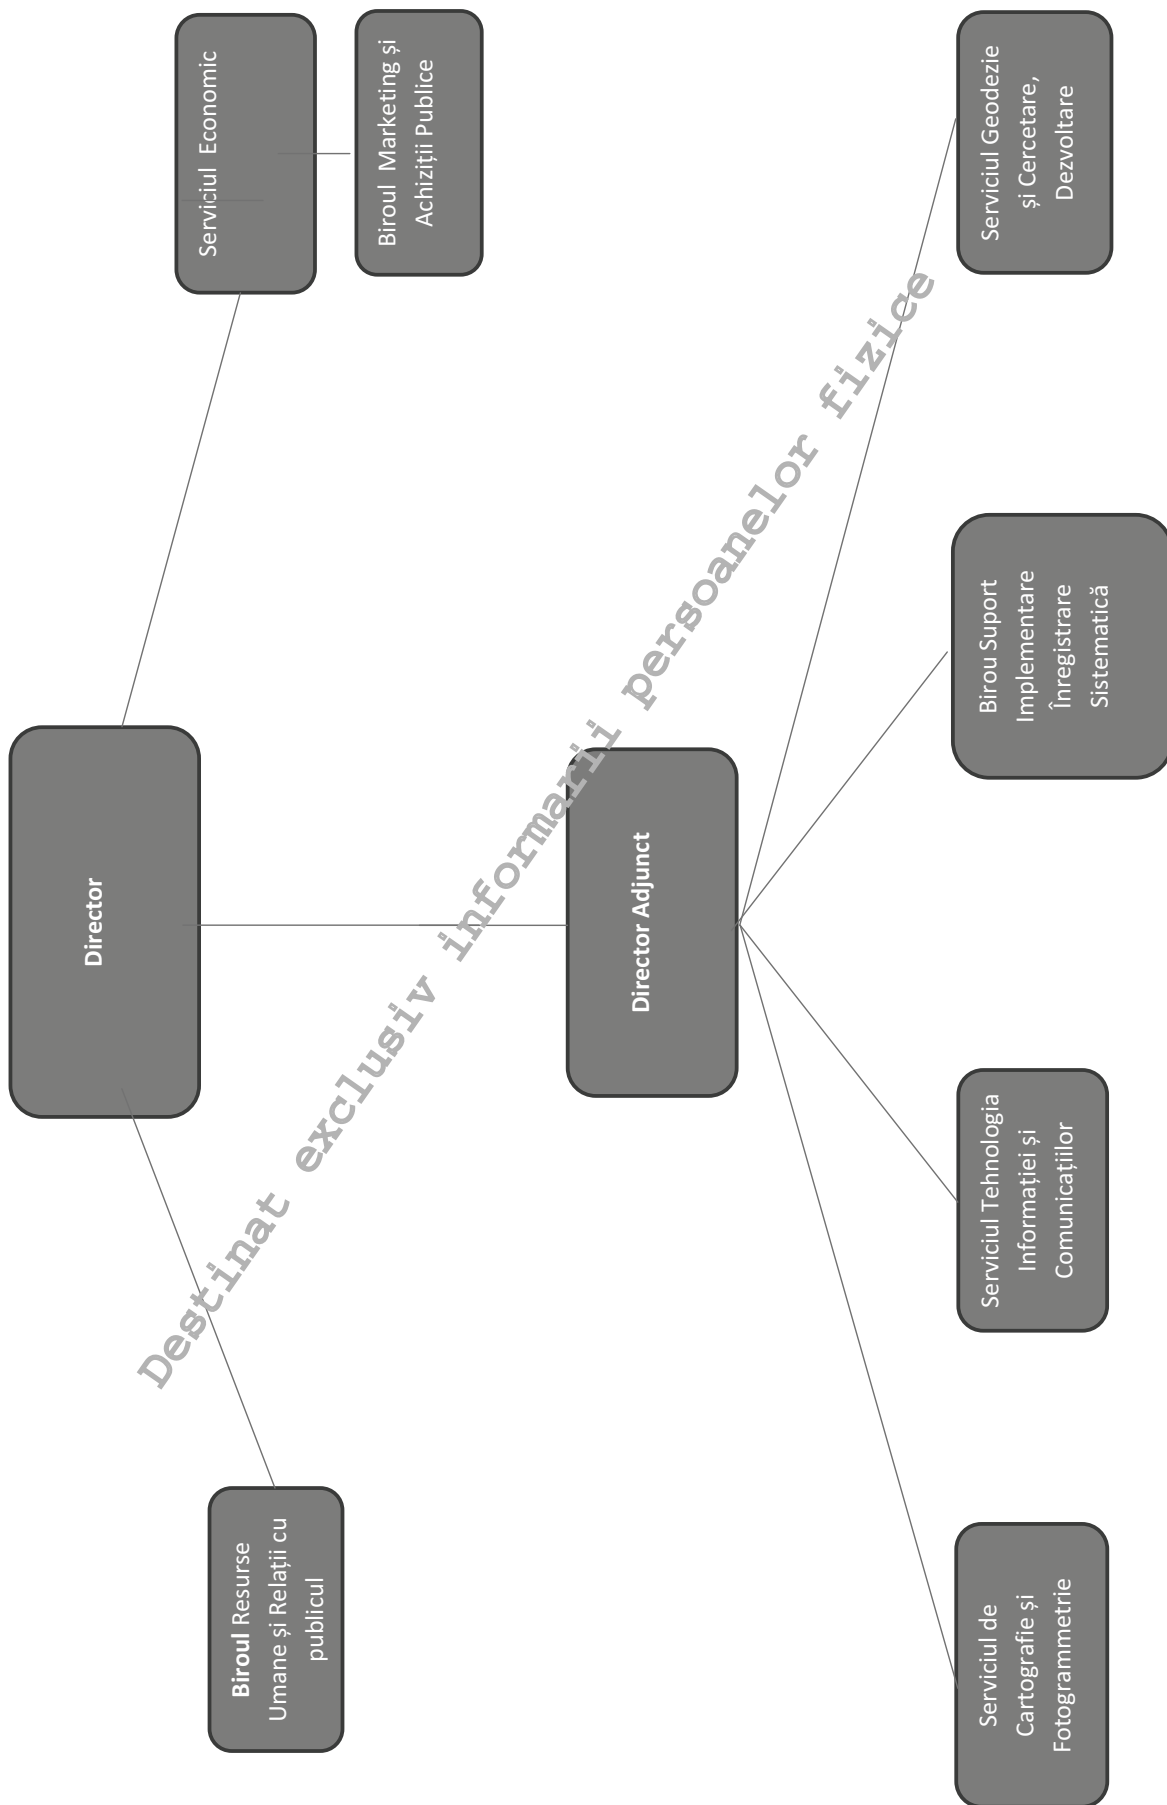 Director
Biroul Resurse
Umane și Relații cu
publicul
Serviciul Economic
Biroul Marketing și
Achiziții Publice
Director Adjunct
Serviciul de
Cartografie și
Fotogrammetrie
Serviciul Tehnologia
Informației și
Comunicațiilor
Birou Suport
Implementare
Înregistrare
Sistematică
Serviciul Geodezie
și Cercetare,
Dezvoltare
Destinat exclusiv informarii persoanelor fizice